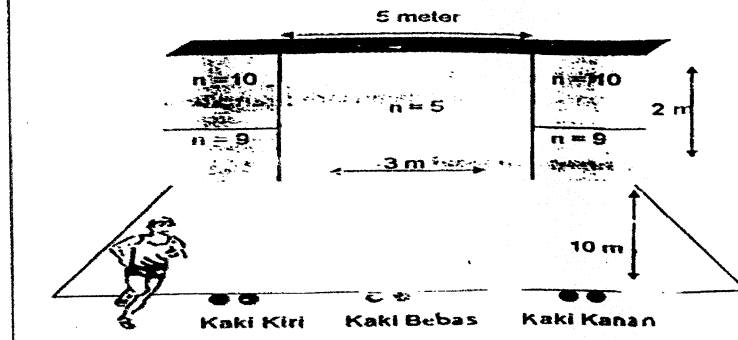 5 meter
n = 10
n = 10
n = 5
2 m
n = 9
n = 9
3 m
10 m
Kaki Kiri
Kaki Bebas
Kaki Kanan